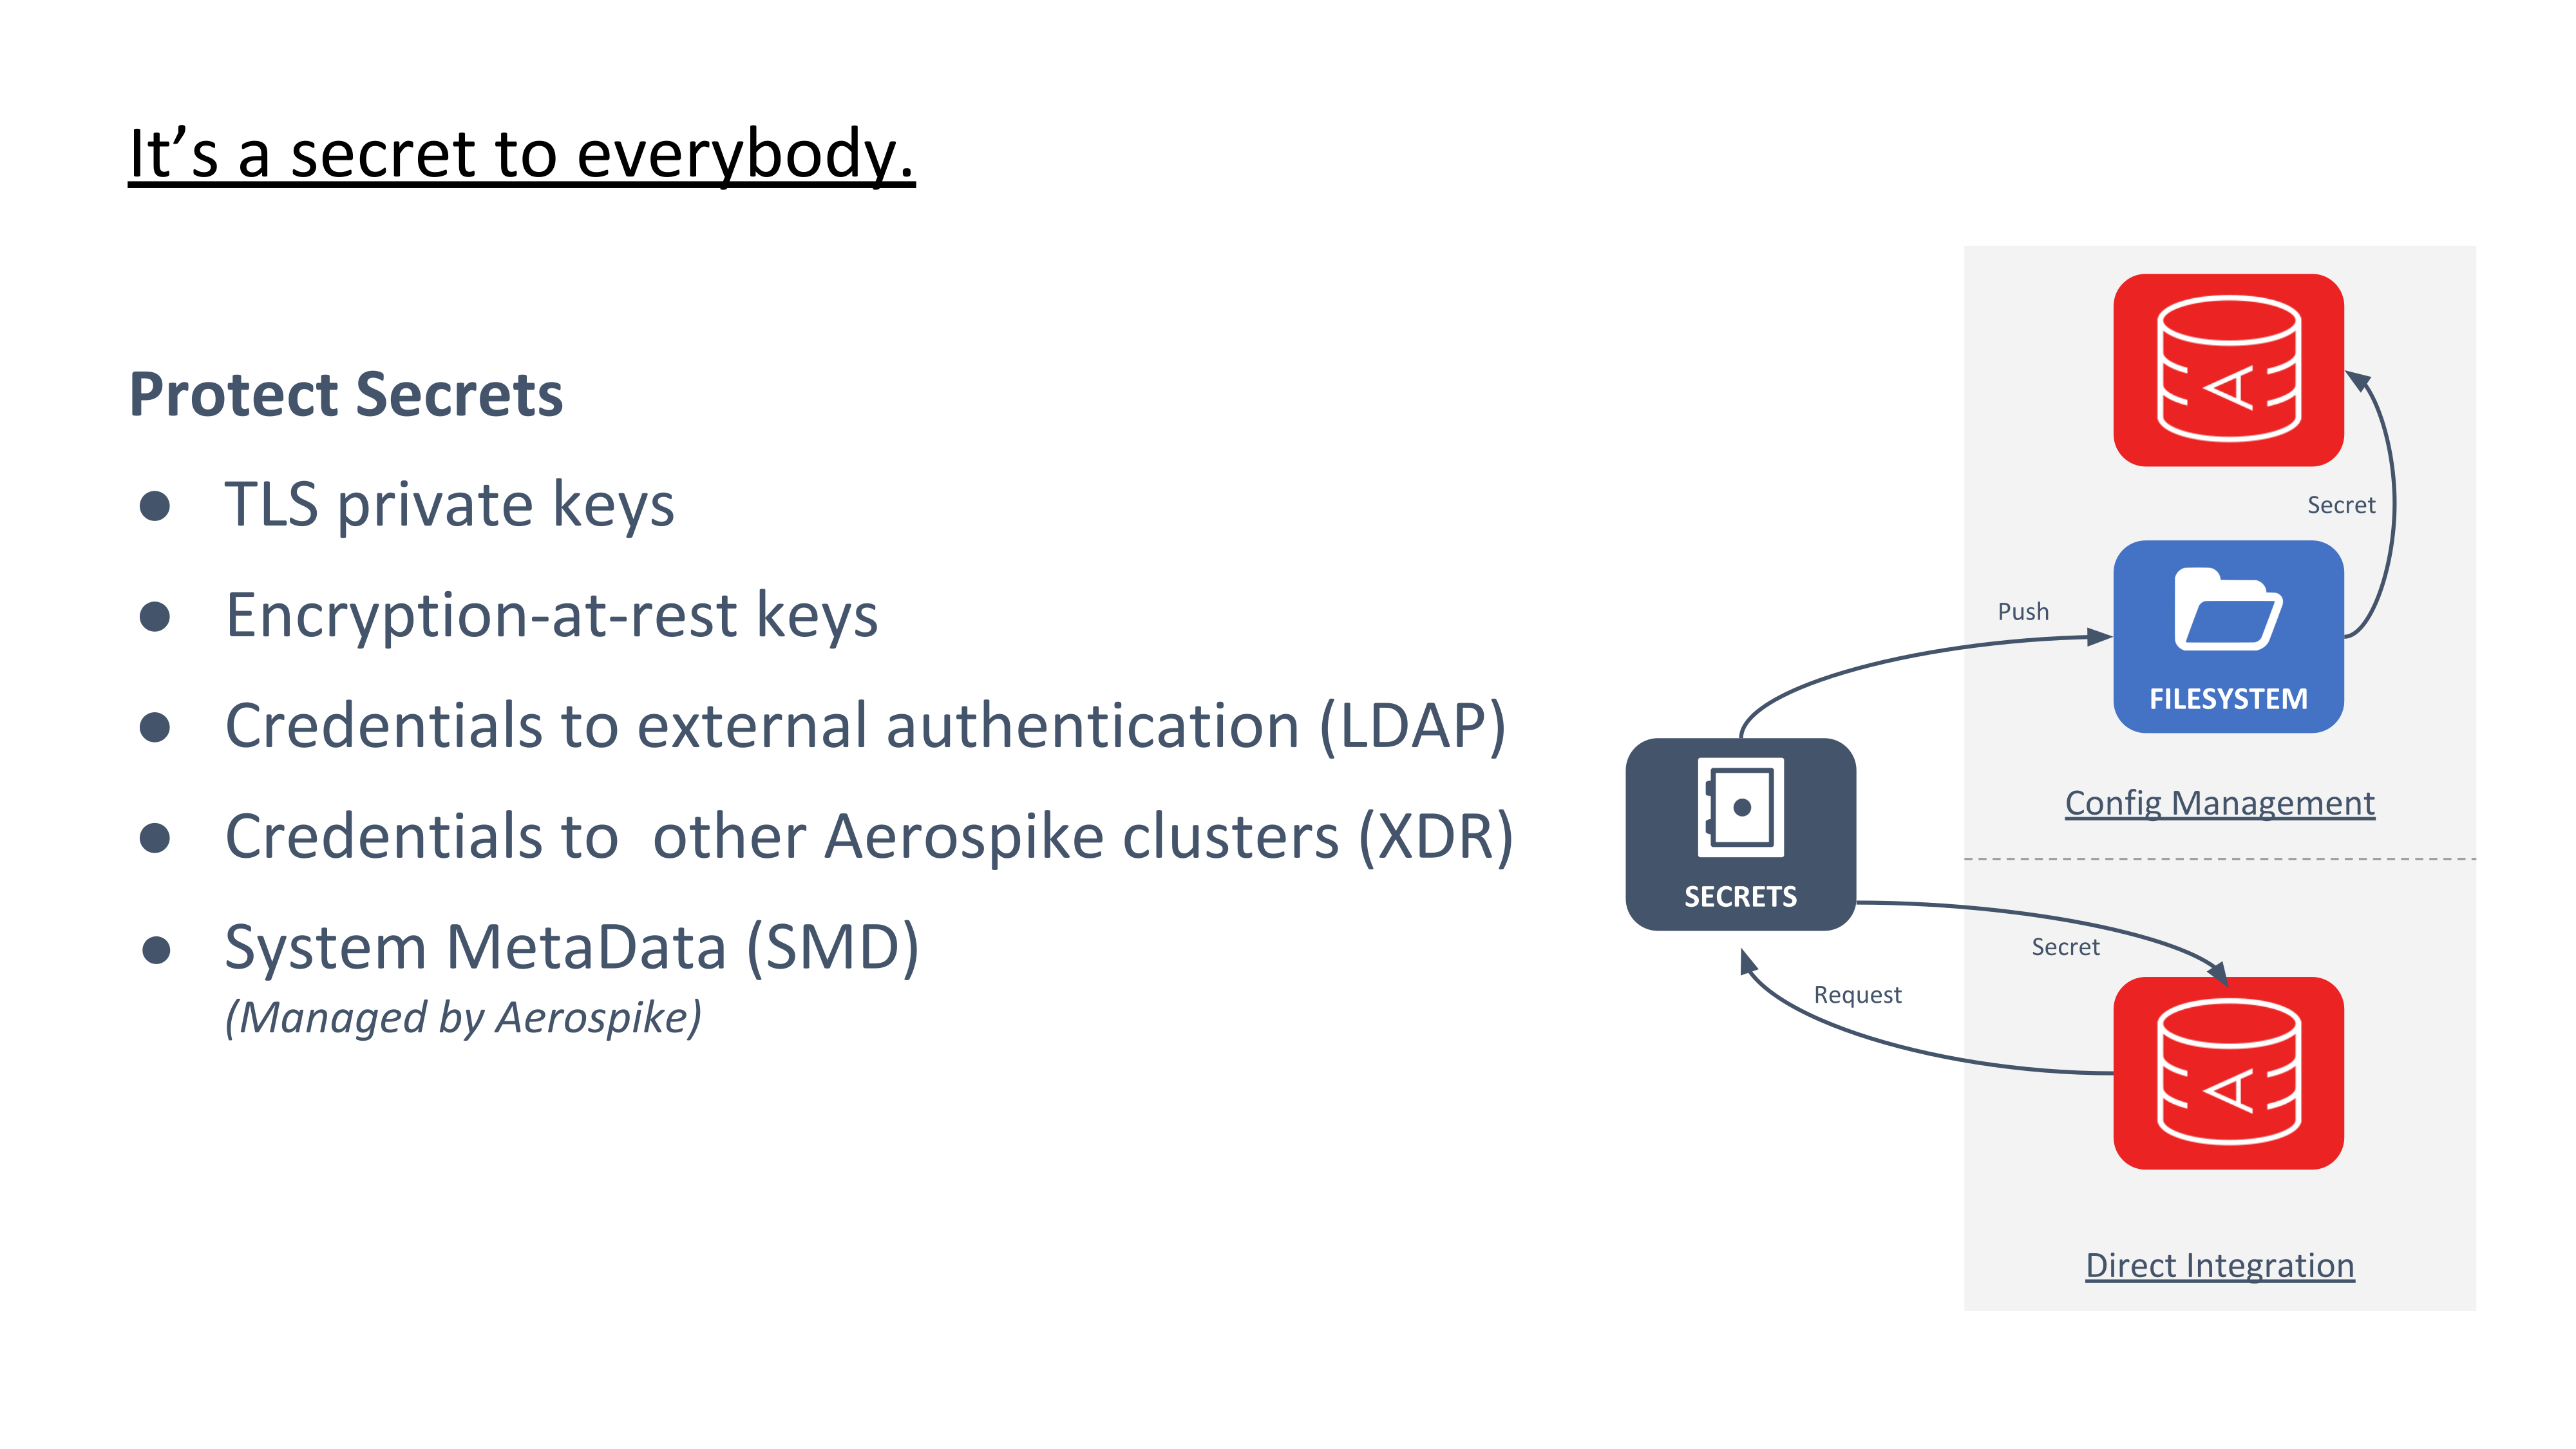 It’s a secret to everybody.
Protect Secrets
● TLS private keys
● Encryption-at-rest keys
● Credentials to external authentication (LDAP)
● Credentials to  other Aerospike clusters (XDR)
● System MetaData (SMD)
(Managed by Aerospike)
Secret
Push
FILESYSTEM
Config Management
SECRETS
Secret
Request
Direct Integration